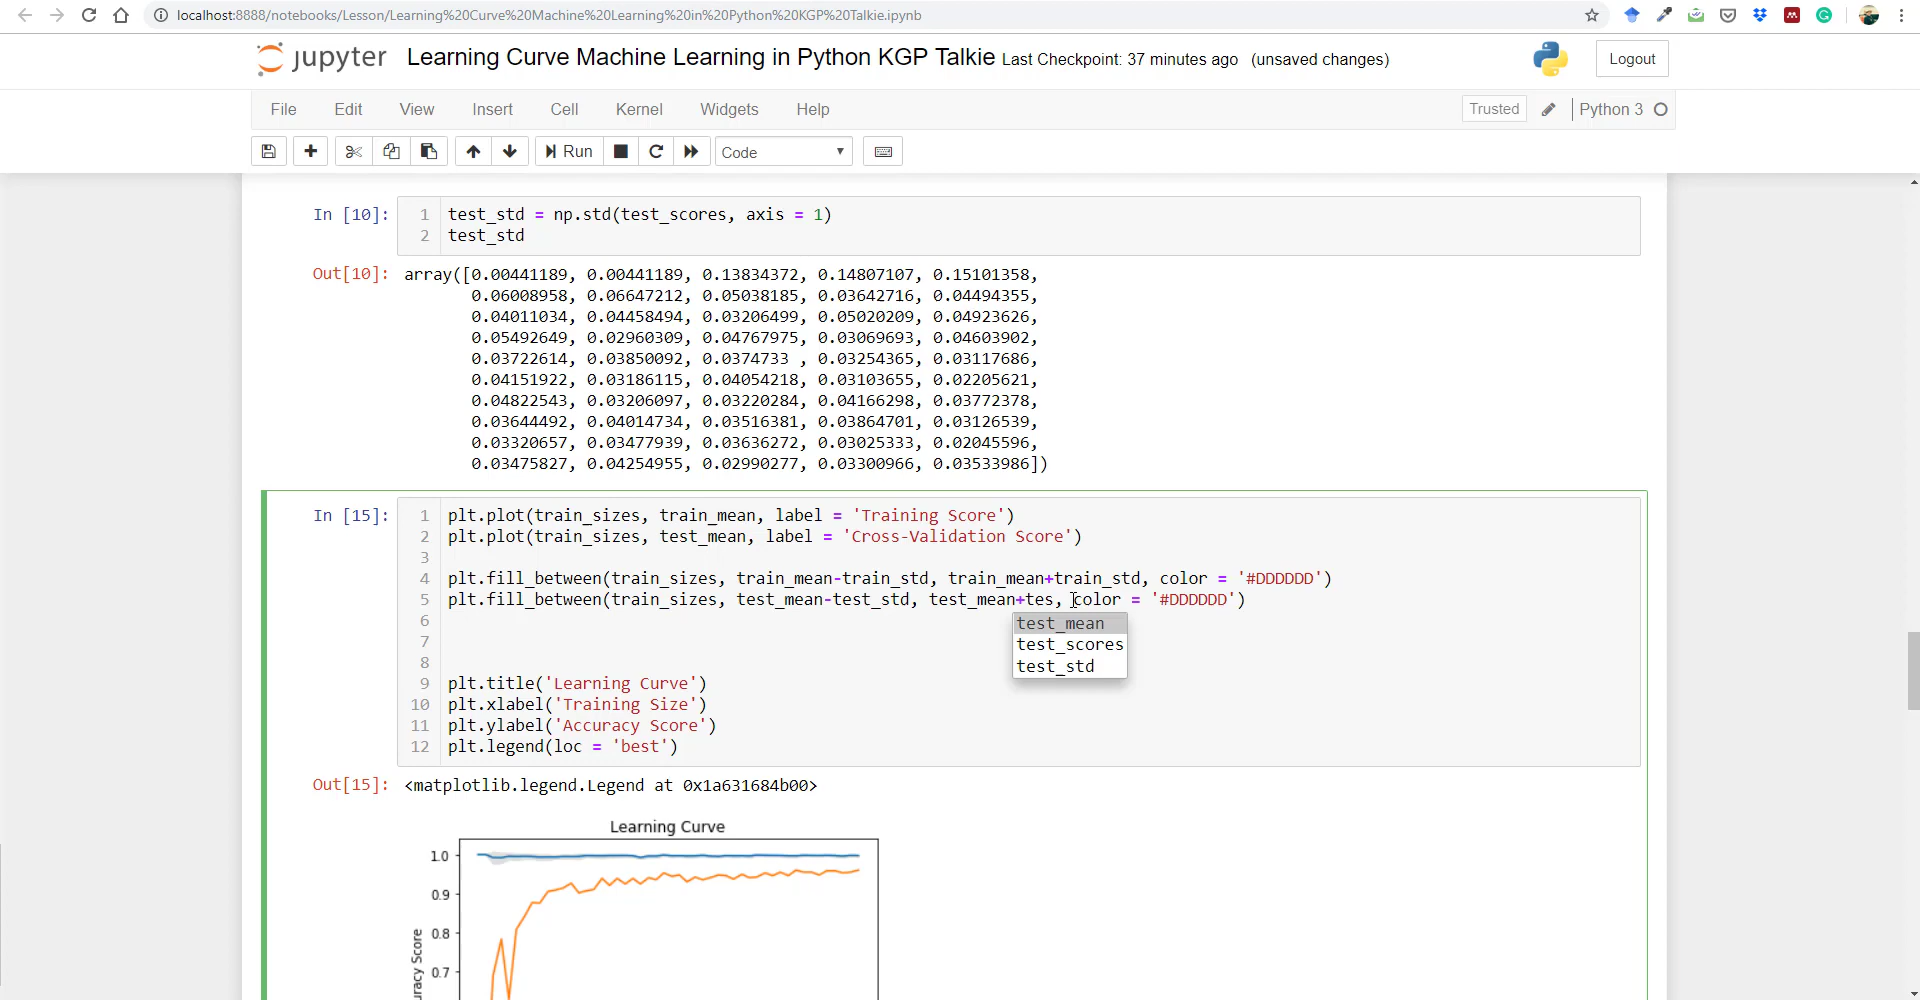 localhost:8888/notebooks/Lesson/Learning%20Curve%20Machine%20Learning%20in%20Python%20KGP%20Talkie.ipynb
jupyter Learning Curve Machine Learning in Python KGP Talkie Last Checkpoint: 37 minutes ago (unsaved changes) Logout
File Edit View Insert Cell Kernel Widgets Help Trusted Python 3
Run Code
In [10]: 1 test_std = np.std(test_scores, axis = 1)
2 test_std
Out[10]: array([0.00441189, 0.00441189, 0.13834372, 0.14807107, 0.15101358,
0.06008958, 0.06647212, 0.05038185, 0.03642716, 0.04494355,
0.04011034, 0.04458494, 0.03206499, 0.05020209, 0.04923626,
0.05492649, 0.02960309, 0.04767975, 0.03069693, 0.04603902,
0.03722614, 0.03850092, 0.0374733 , 0.03254365, 0.03117686,
0.04151922, 0.03186115, 0.04054218, 0.03103655, 0.02205621,
0.04822543, 0.03206097, 0.03220284, 0.04166298, 0.03772378,
0.03644492, 0.04014734, 0.03516381, 0.03864701, 0.03126539,
0.03320657, 0.03477939, 0.03636272, 0.03025333, 0.02045596,
0.03475827, 0.04254955, 0.02990277, 0.03300966, 0.03533986])
In [15]: 1 plt.plot(train_sizes, train_mean, label = 'Training Score')
2 plt.plot(train_sizes, test_mean, label = 'Cross-Validation Score')
3
4 plt.fill_between(train_sizes, train_mean-train_std, train_mean+train_std, color = '#DDDDDD')
5 plt.fill_between(train_sizes, test_mean-test_std, test_mean+tes, color = '#DDDDDD')
6 test_mean
7 test_scores
8 test_std
9 plt.title('Learning Curve')
10 plt.xlabel('Training Size')
11 plt.ylabel('Accuracy Score')
12 plt.legend(loc = 'best')
Out[15]: <matplotlib.legend.Legend at 0x1a631684b00>
Learning Curve
1.0
0.9
0.8
0.7
uracy Score